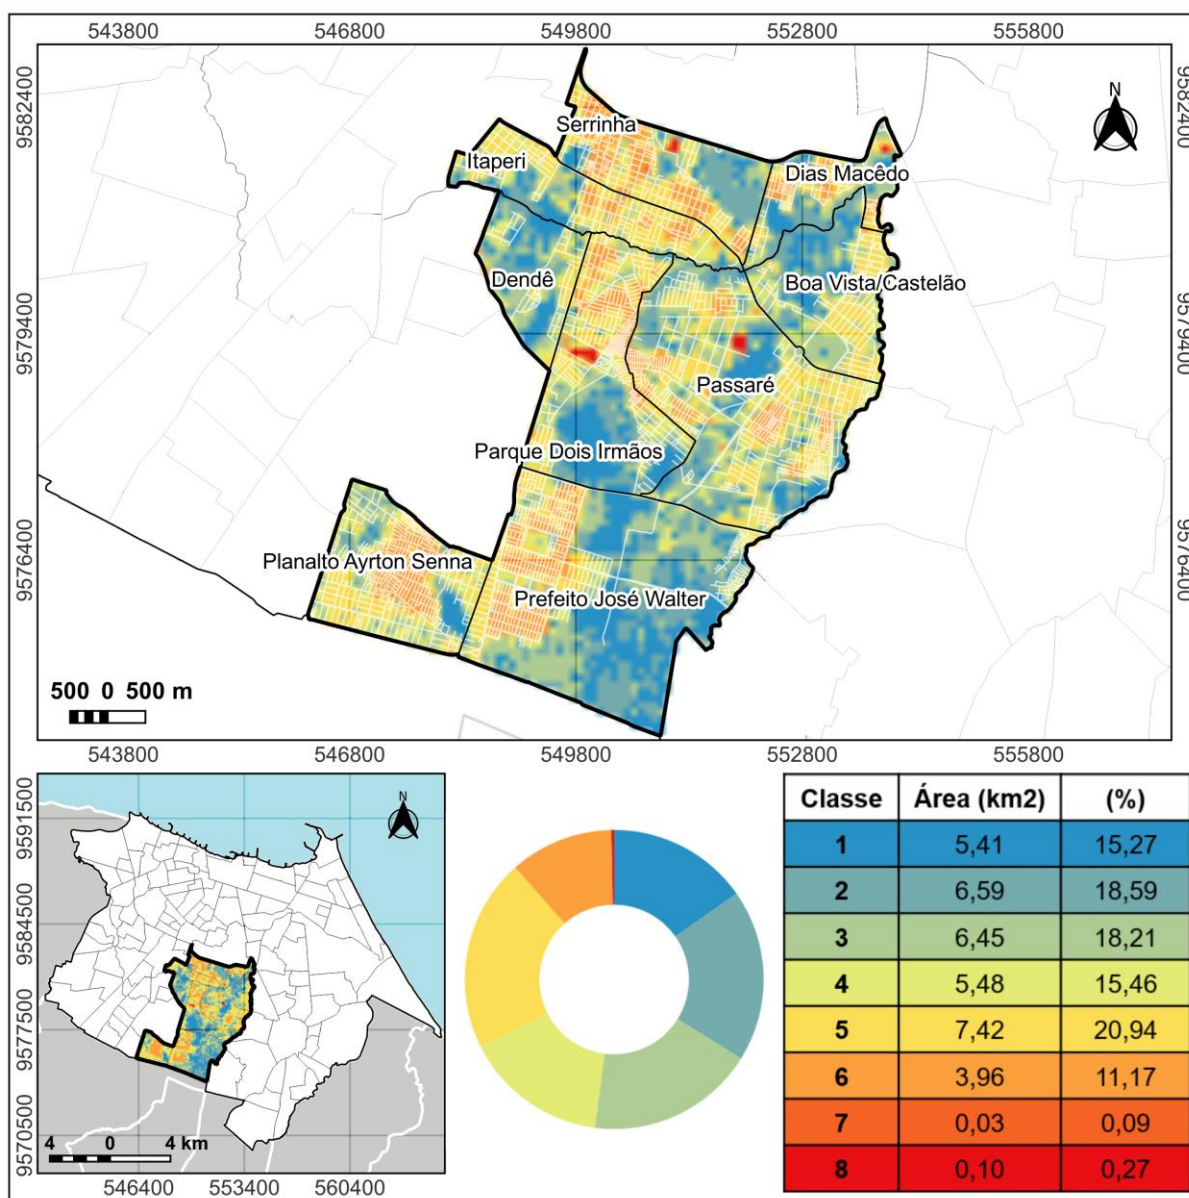 543800 546800 549800 552800 555800
9582400 9582400
N
Serrinha
Itaperi
Dias Macêdo
Dendê
Boa Vista/Castelão
9579400 9579400
Passaré
Parque Dois Irmãos
9576400 9576400
Planalto Ayrton Senna
Prefeito José Walter
500 0 500 m
543800 546800 549800 552800 555800
9591500
N
9584500
9577500
9570500
4 0 4 km
546400 553400 560400
Classe Área (km2) (%)
1 5,41 15,27
2 6,59 18,59
3 6,45 18,21
4 5,48 15,46
5 7,42 20,94
6 3,96 11,17
7 0,03 0,09
8 0,10 0,27